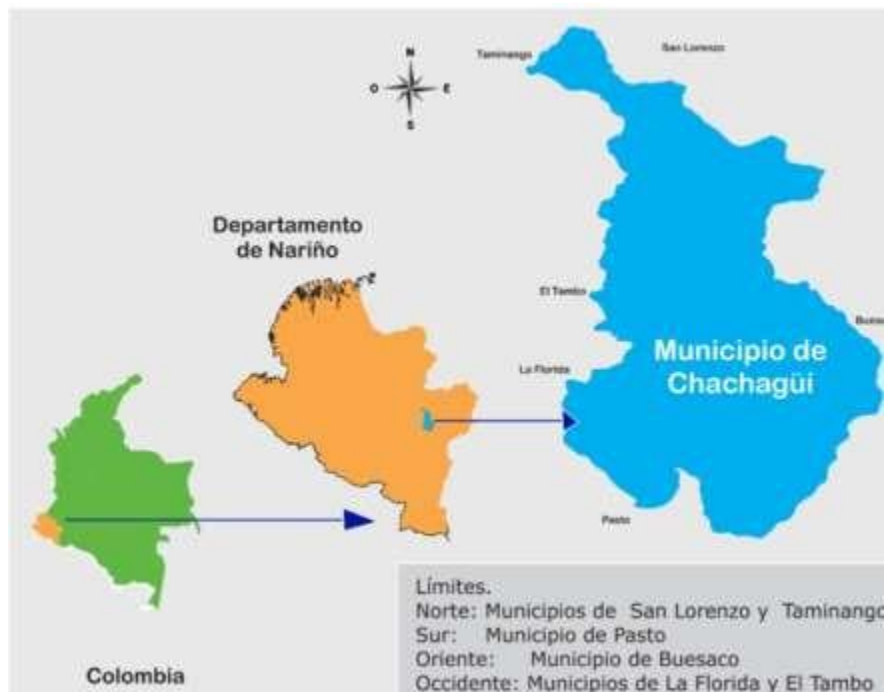 Taminango
San Lorenzo
N
O E
S
Departamento
de Nariño
El Tambo
Municipio de
Chachagüi
La Florida
Pasto
Colombia
Límites.
Norte: Municipios de San Lorenzo y Taminango
Sur: Municipio de Pasto
Oriente: Municipio de Buesaco
Occidente: Municipios de La Florida y El Tambo